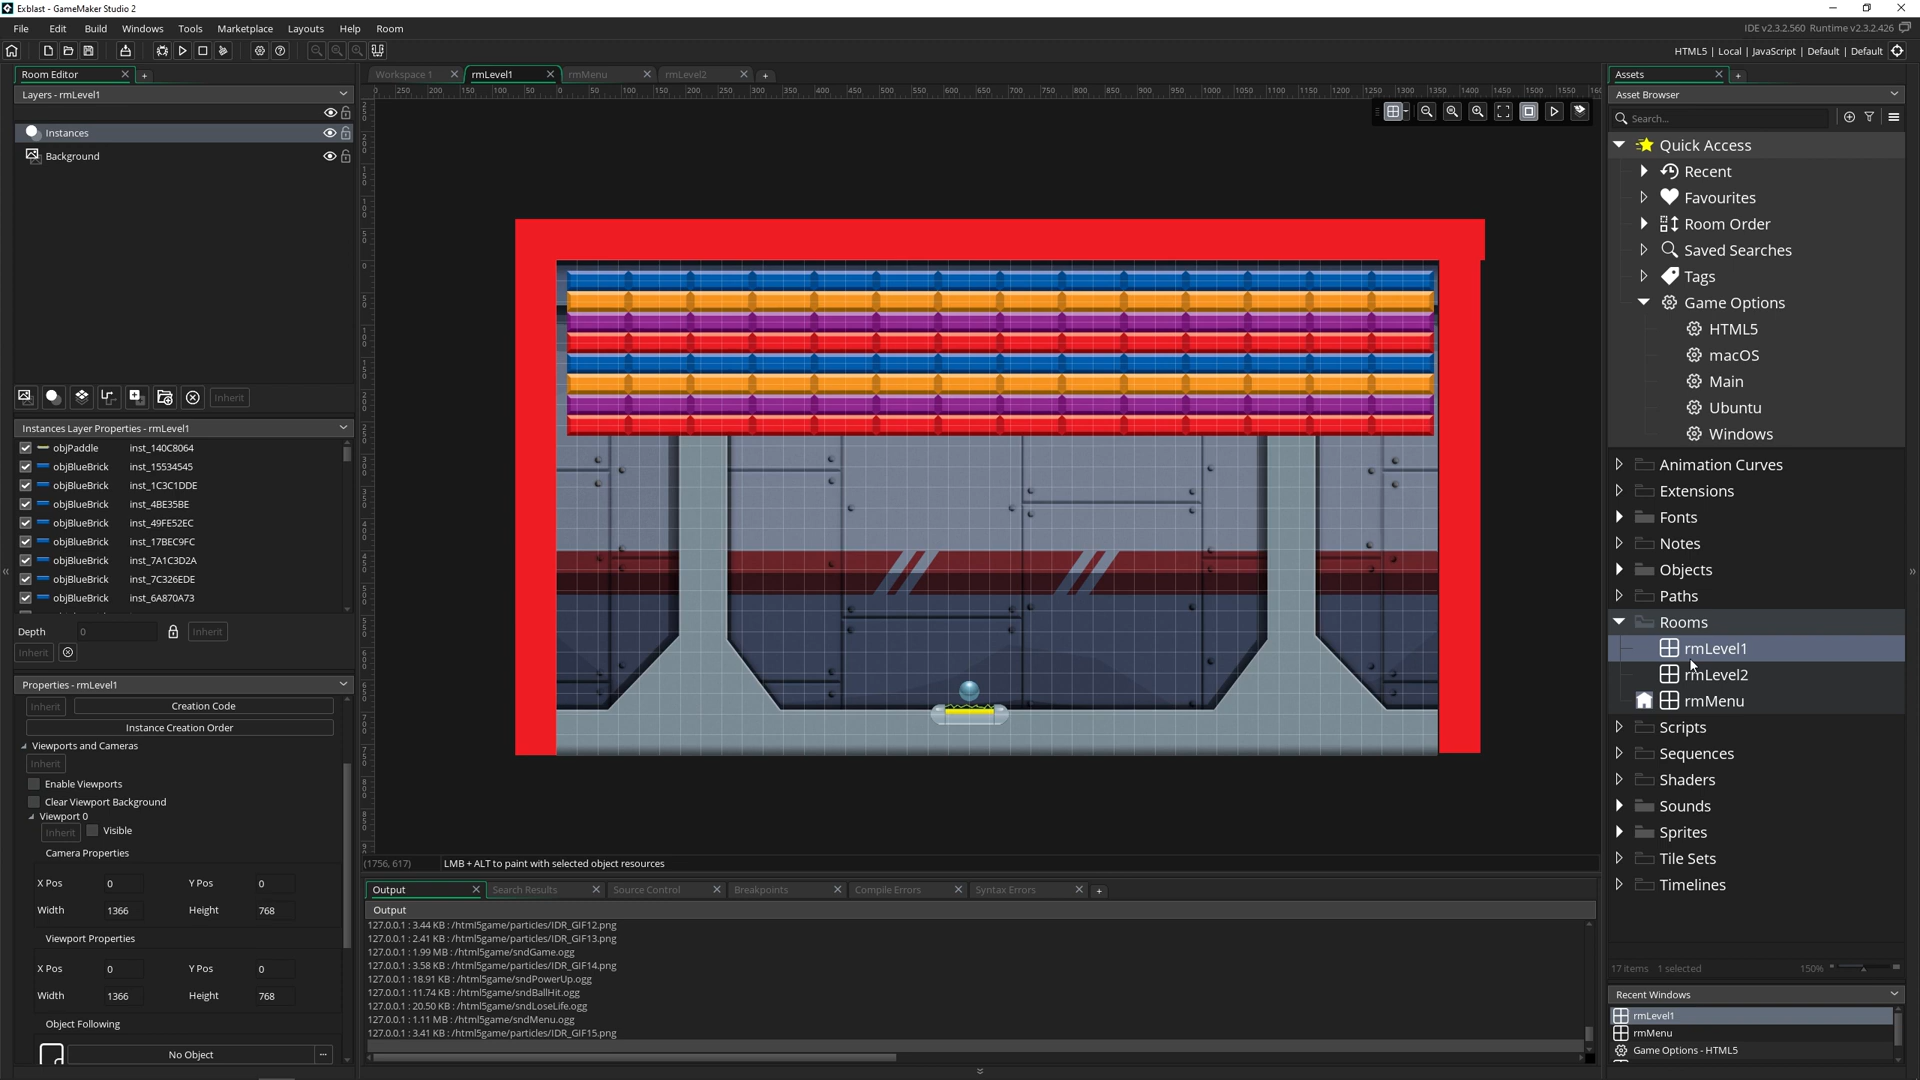 Exblast - GameMaker Studio 2
File Edit Build Windows Tools Marketplace Layouts Help Room
IDE v2.3.2.560 Runtime v2.3.2.426
HTML5 | Local | JavaScript | Default | Default
Room Editor
Layers - rmLevel1
Instances
Background
Inherit
Instances Layer Properties - rmLevel1
objPaddle inst_140C8064
objBlueBrick inst_15534545
objBlueBrick inst_1C3C1DDE
objBlueBrick inst_4BE35BE
objBlueBrick inst_49FE52EC
objBlueBrick inst_17BEC9FC
objBlueBrick inst_7A1C3D2A
objBlueBrick inst_7C326EDE
objBlueBrick inst_6A870A73
Depth 0 Inherit
Inherit
Properties - rmLevel1
Inherit Creation Code
Instance Creation Order
Viewports and Cameras
Inherit
Enable Viewports
Clear Viewport Background
Viewport 0
Inherit Visible
Camera Properties
X Pos 0 Y Pos 0
Width 1366 Height 768
Viewport Properties
X Pos 0 Y Pos 0
Width 1366 Height 768
Object Following
No Object ...
Workspace 1 rmLevel1 rmMenu rmLevel2
(1756, 617) LMB + ALT to paint with selected object resources
Output Search Results Source Control Breakpoints Compile Errors Syntax Errors
Output
127.0.0.1 : 3.44 KB : /html5game/particles/IDR_GIF12.png
127.0.0.1 : 2.41 KB : /html5game/particles/IDR_GIF13.png
127.0.0.1 : 1.99 MB : /html5game/sndGame.ogg
127.0.0.1 : 3.58 KB : /html5game/particles/IDR_GIF14.png
127.0.0.1 : 18.91 KB : /html5game/sndPowerUp.ogg
127.0.0.1 : 11.74 KB : /html5game/sndBallHit.ogg
127.0.0.1 : 20.50 KB : /html5game/sndLoseLife.ogg
127.0.0.1 : 1.11 MB : /html5game/sndMenu.ogg
127.0.0.1 : 3.41 KB : /html5game/particles/IDR_GIF15.png
Assets
Asset Browser
Search...
Quick Access
Recent
Favourites
Room Order
Saved Searches
Tags
Game Options
HTML5
macOS
Main
Ubuntu
Windows
Animation Curves
Extensions
Fonts
Notes
Objects
Paths
Rooms
rmLevel1
rmLevel2
rmMenu
Scripts
Sequences
Shaders
Sounds
Sprites
Tile Sets
Timelines
17 items 1 selected 150%
Recent Windows
rmLevel1
rmMenu
Game Options - HTML5